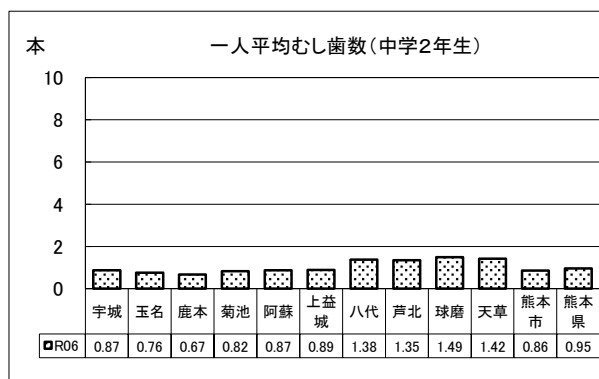 本
一人平均むし歯数（中学2年生）
10
8
6
4
2
0
宇城 玉名 鹿本 菊池 阿蘇 上益城 八代 芦北 球磨 天草 熊本市 熊本県
R06 0.87 0.76 0.67 0.82 0.87 0.89 1.38 1.35 1.49 1.42 0.86 0.95